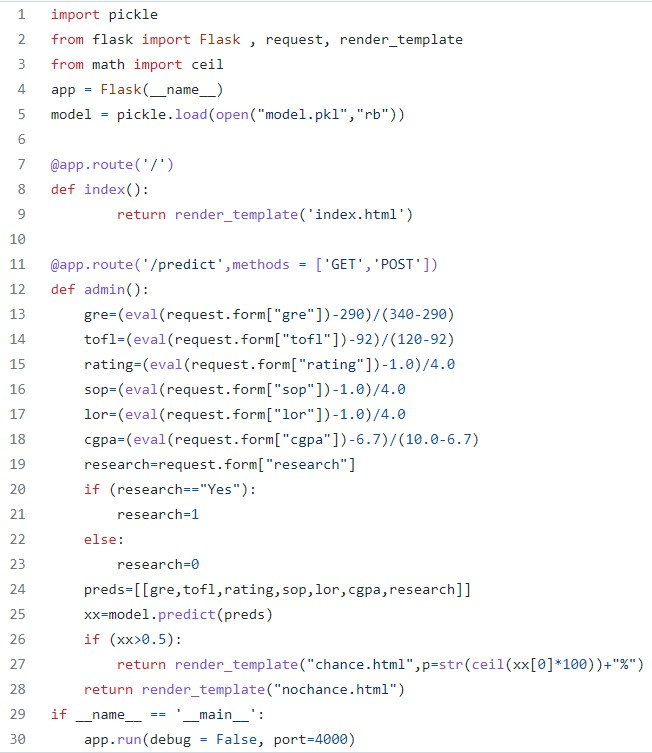 1 import pickle
2 from flask import Flask , request, render_template
3 from math import ceil
4 app = Flask(__name__)
5 model = pickle.load(open("model.pkl","rb"))
6
7 @app.route('/')
8 def index():
9         return render_template('index.html')
10
11 @app.route('/predict',methods = ['GET','POST'])
12 def admin():
13     gre=(eval(request.form["gre"])-290)/(340-290)
14     tofl=(eval(request.form["tofl"])-92)/(120-92)
15     rating=(eval(request.form["rating"])-1.0)/4.0
16     sop=(eval(request.form["sop"])-1.0)/4.0
17     lor=(eval(request.form["lor"])-1.0)/4.0
18     cgpa=(eval(request.form["cgpa"])-6.7)/(10.0-6.7)
19     research=request.form["research"]
20     if (research=="Yes"):
21         research=1
22     else:
23         research=0
24     preds=[[gre,tofl,rating,sop,lor,cgpa,research]]
25     xx=model.predict(preds)
26     if (xx>0.5):
27         return render_template("chance.html",p=str(ceil(xx[0]*100))+"%")
28     return render_template("nochance.html")
29 if __name__ == '__main__':
30     app.run(debug = False, port=4000)